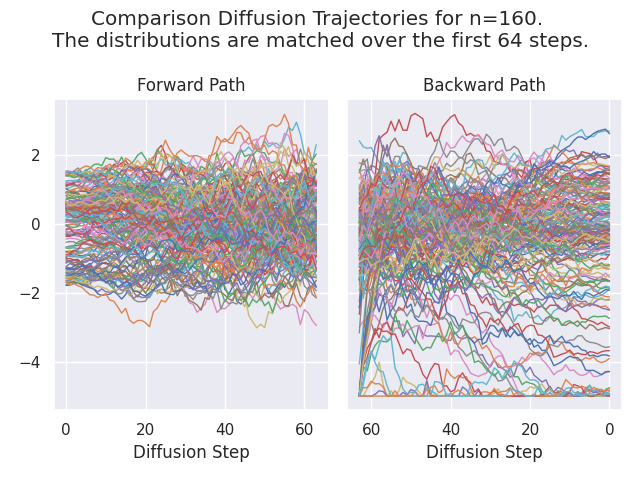 Comparison Diffusion Trajectories for n=160.
The distributions are matched over the first 64 steps.
Forward Path
Backward Path
2
0
−2
−4
0 20 40 60
60 40 20 0
Diffusion Step
Diffusion Step